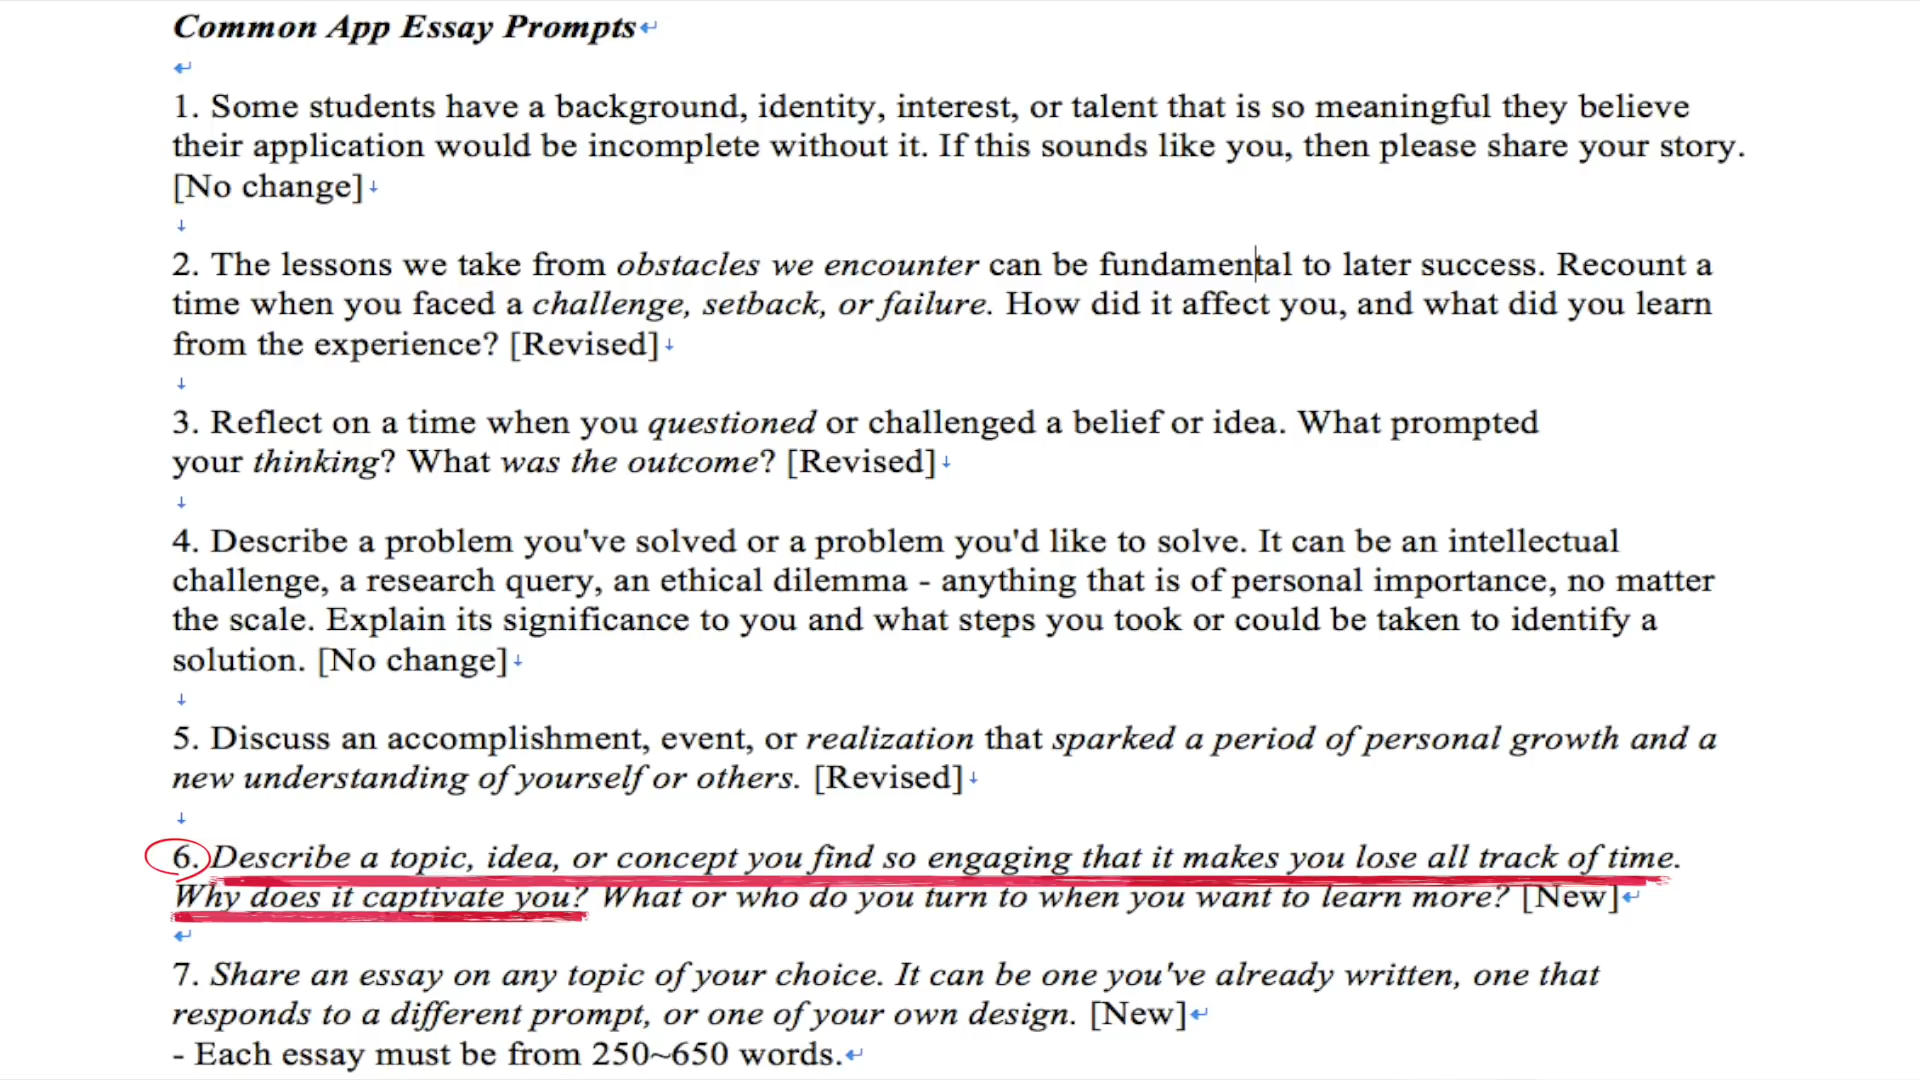 Common App Essay Prompts
1. Some students have a background, identity, interest, or talent that is so meaningful they believe
their application would be incomplete without it. If this sounds like you, then please share your story.
[No change]
2. The lessons we take from obstacles we encounter can be fundamental to later success. Recount a
time when you faced a challenge, setback, or failure. How did it affect you, and what did you learn
from the experience? [Revised]
3. Reflect on a time when you questioned or challenged a belief or idea. What prompted
your thinking? What was the outcome? [Revised]
4. Describe a problem you've solved or a problem you'd like to solve. It can be an intellectual
challenge, a research query, an ethical dilemma - anything that is of personal importance, no matter
the scale. Explain its significance to you and what steps you took or could be taken to identify a
solution. [No change]
5. Discuss an accomplishment, event, or realization that sparked a period of personal growth and a
new understanding of yourself or others. [Revised]
6. Describe a topic, idea, or concept you find so engaging that it makes you lose all track of time.
Why does it captivate you? What or who do you turn to when you want to learn more? [New]
7. Share an essay on any topic of your choice. It can be one you've already written, one that
responds to a different prompt, or one of your own design. [New]
- Each essay must be from 250~650 words.